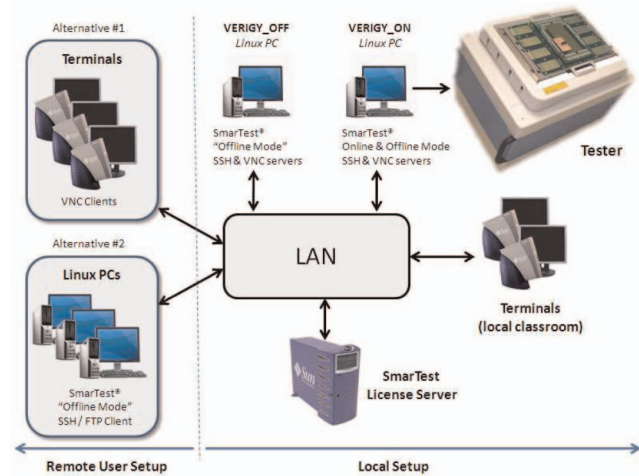 Alternative #1
Terminals
VNC Clients
Alternative #2
Linux PCs
SmarTest®
"Offline Mode"
SSH / FTP Client
VERIGY_OFF
Linux PC
SmarTest®
"Offline Mode"
SSH & VNC servers
VERIGY_ON
Linux PC
SmarTest®
Online & Offline Mode
SSH & VNC servers
Tester
LAN
Terminals
(local classroom)
Sun
SmarTest
License Server
Remote User Setup
Local Setup